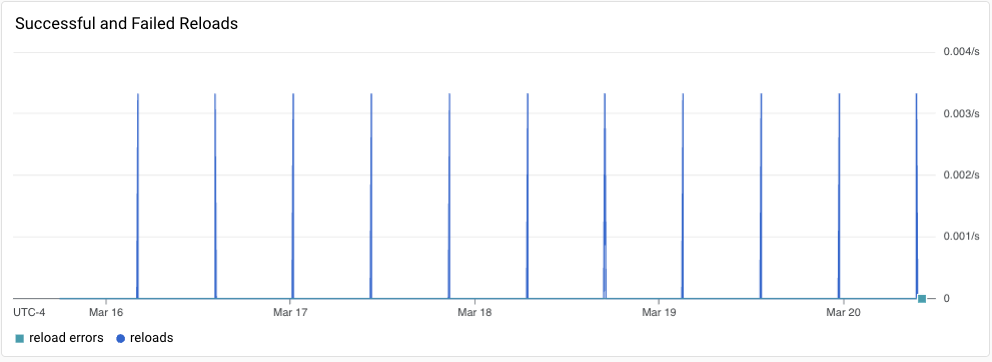 Successful and Failed Reloads
0.004/s
0.003/s
0.002/s
0.001/s
0
UTC-4 Mar 16 Mar 17 Mar 18 Mar 19 Mar 20
reload errors reloads